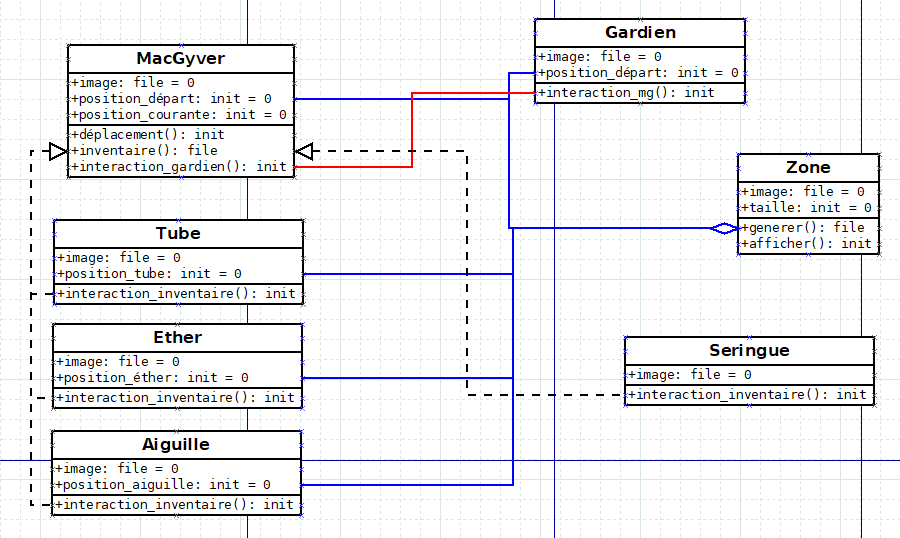 MacGyver
+image: file = 0
+position_départ: init = 0
+position_courante: init = 0
+déplacement(): init
+inventaire(): file
+interaction_gardien(): init
Gardien
+image: file = 0
+position_départ: init = 0
+interaction_mg(): init
Zone
+image: file = 0
+taille: init = 0
+generer(): file
+afficher(): init
Tube
+image: file = 0
+position_tube: init = 0
+interaction_inventaire(): init
Ether
+image: file = 0
+position_éther: init = 0
+interaction_inventaire(): init
Seringue
+image: file = 0
+interaction_inventaire(): init
Aiguille
+image: file = 0
+position_aiguille: init = 0
+interaction_inventaire(): init